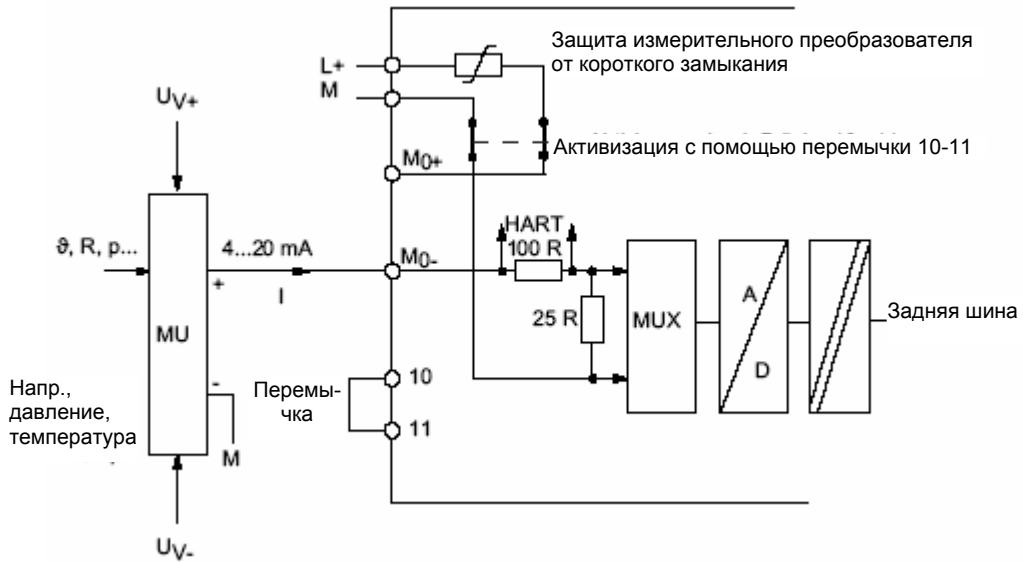 Защита измерительного преобразователя
от короткого замыкания
L+
M
UV+
Активизация с помощью перемычки 10-11
M0+
HART
100 R
ϑ, R, p...
4...20 mA
M0-
+
I
MU
25 R
MUX
A
D
Задняя шина
10
Перемы-
чка
11
-
Напр.,
давление,
температура
M
UV-